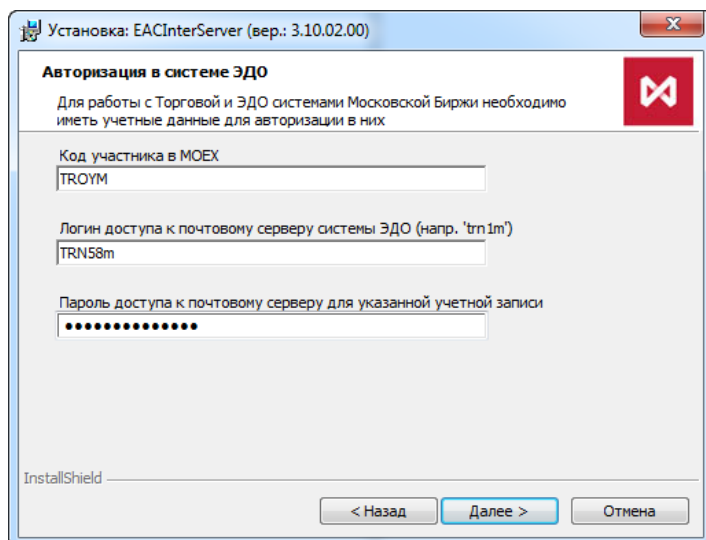 Установка: EACInterServer (вер.: 3.10.02.00)
Авторизация в системе ЭДО
Для работы с Торговой и ЭДО системами Московской Биржи необходимо
иметь учетные данные для авторизации в них
Код участника в MOEX
TROYM
Логин доступа к почтовому серверу системы ЭДО (напр. 'trn1m')
TRN58m
Пароль доступа к почтовому серверу для указанной учетной записи
●●●●●●●●●●●●●●
InstallShield
< Назад
Далее >
Отмена